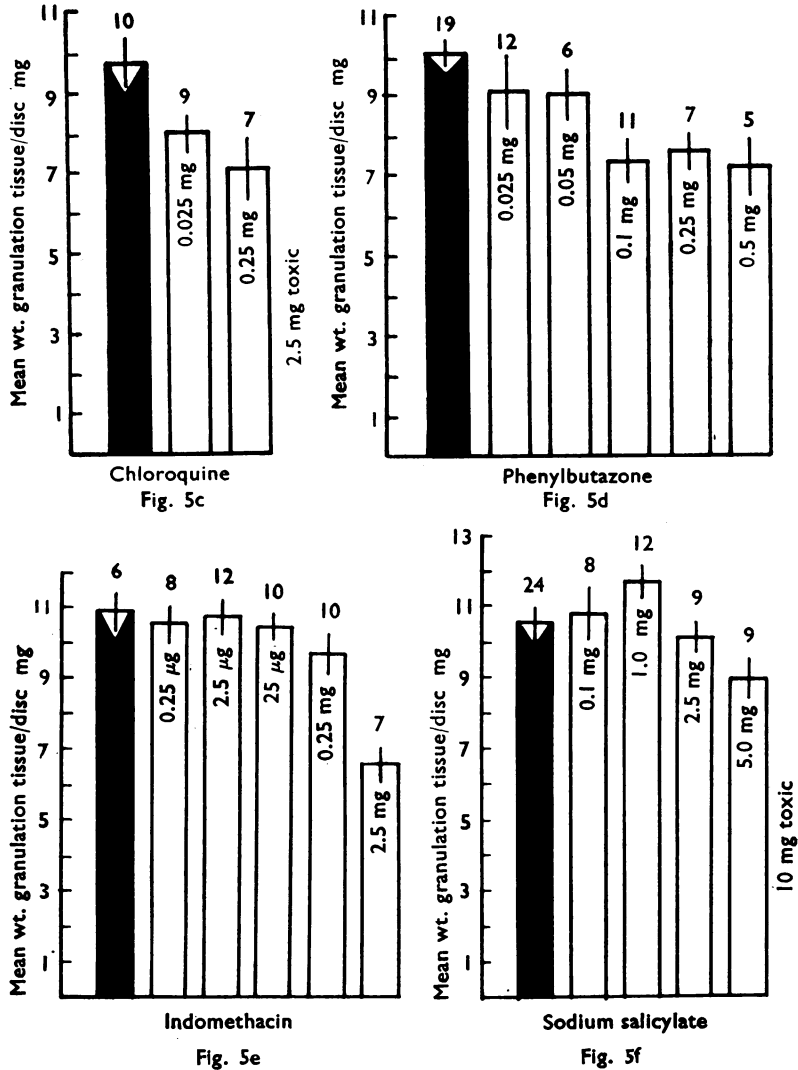 11
9
7
5
3
1
Mean wt. granulation tissue/disc mg
10
9
7
0.025 mg
0.25 mg
2.5 mg toxic
Chloroquine
Fig. 5c
11
9
7
5
3
1
Mean wt. granulation tissue/disc mg
19
12
6
11
7
5
0.025 mg
0.05 mg
0.1 mg
0.25 mg
0.5 mg
Phenylbutazone
Fig. 5d
11
9
7
5
3
1
Mean wt. granulation tissue/disc mg
6
8
12
10
10
7
0.25 µg
2.5 µg
25 µg
0.25 mg
2.5 mg
Indomethacin
Fig. 5e
13
11
9
7
5
3
1
Mean wt. granulation tissue/disc mg
24
8
12
9
9
0.1 mg
1.0 mg
2.5 mg
5.0 mg
10 mg toxic
Sodium salicylate
Fig. 5f